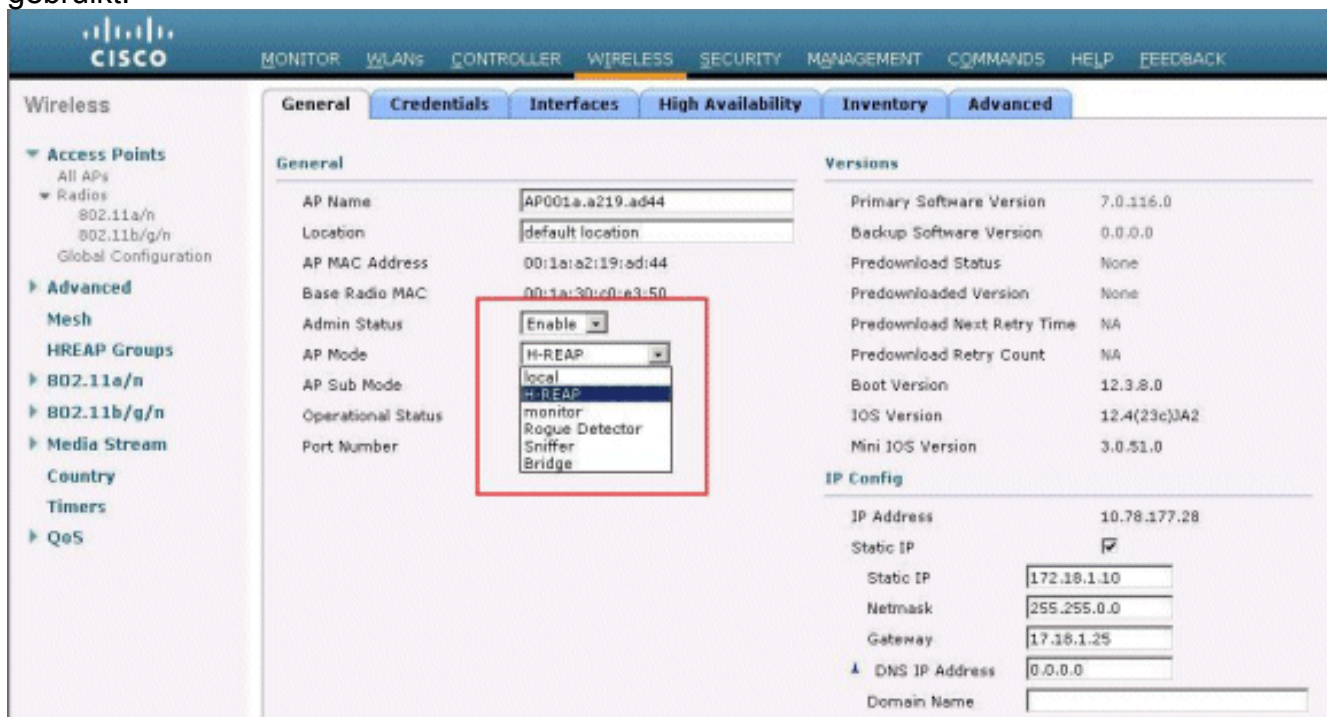 gebruikt.
CISCO
MONITOR WLANs CONTROLLER WIRELESS SECURITY MANAGEMENT COMMANDS HELP FEEDBACK
Wireless
Access Points
All APs
Radios
802.11a/n
802.11b/g/n
Global Configuration
Advanced
Mesh
HREAP Groups
802.11a/n
802.11b/g/n
Media Stream
Country
Timers
QoS
General Credentials Interfaces High Availability Inventory Advanced
General
AP Name AP001a.a219.ad44
Location default location
AP MAC Address 00:1a:a2:19:ad:44
Base Radio MAC 00:1a:30:c0:e3:50
Admin Status Enable
AP Mode H-REAP
local
H-REAP
monitor
Rogue Detector
Sniffer
Bridge
AP Sub Mode
Operational Status
Port Number
Versions
Primary Software Version 7.0.116.0
Backup Software Version 0.0.0.0
Predownload Status None
Predownloaded Version None
Predownload Next Retry Time NA
Predownload Retry Count NA
Boot Version 12.3.8.0
IOS Version 12.4(23c)JA2
Mini IOS Version 3.0.51.0
IP Config
IP Address 10.78.177.28
Static IP
Static IP 172.18.1.10
Netmask 255.255.0.0
Gateway 17.18.1.25
DNS IP Address 0.0.0.0
Domain Name